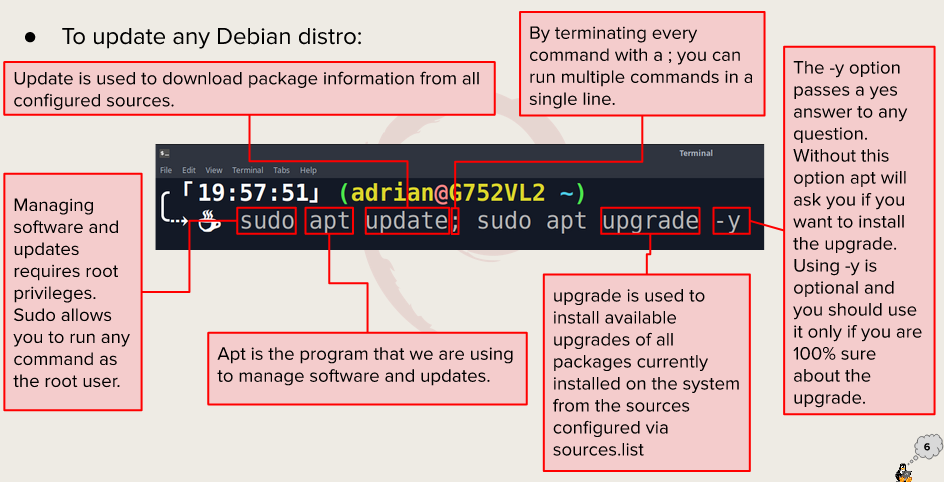 ● To update any Debian distro:
Update is used to download package information from all
configured sources.
By terminating every
command with a ; you can
run multiple commands in a
single line.
The -y option
passes a yes
answer to any
question.
Without this
option apt will
ask you if you
want to install
the upgrade.
Using -y is
optional and
you should use
it only if you are
100% sure
about the
upgrade.
Terminal
File Edit View Terminal Tabs Help
「19:57:51」 (adrian@G752VL2 ~)
sudo apt update; sudo apt upgrade -y
Managing
software and
updates
requires root
privileges.
Sudo allows
you to run any
command as
the root user.
Apt is the program that we are using
to manage software and updates.
upgrade is used to
install available
upgrades of all
packages currently
installed on the system
from the sources
configured via
sources.list
6